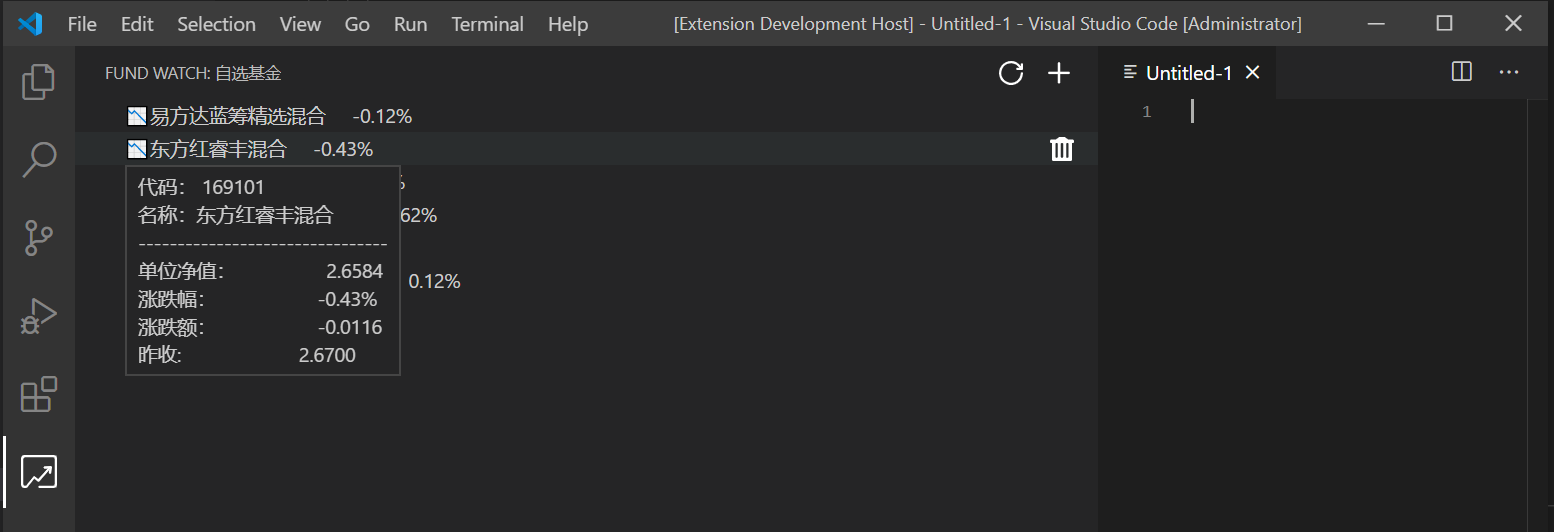 File Edit Selection View Go Run Terminal Help [Extension Development Host] - Untitled-1 - Visual Studio Code [Administrator]
FUND WATCH: 自选基金
Untitled-1
易方达蓝筹精选混合 -0.12%
1
东方红睿丰混合 -0.43%
代码： 169101
名称：东方红睿丰混合
--------------------------------
单位净值： 2.6584
涨跌幅： -0.43%
涨跌额： -0.0116
昨收: 2.6700
%
62%
0.12%